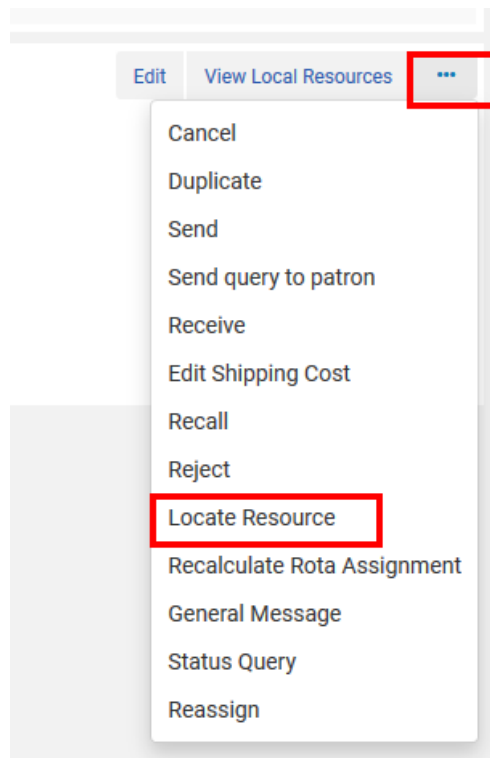 Edit View Local Resources •••
Cancel
Duplicate
Send
Send query to patron
Receive
Edit Shipping Cost
Recall
Reject
Locate Resource
Recalculate Rota Assignment
General Message
Status Query
Reassign